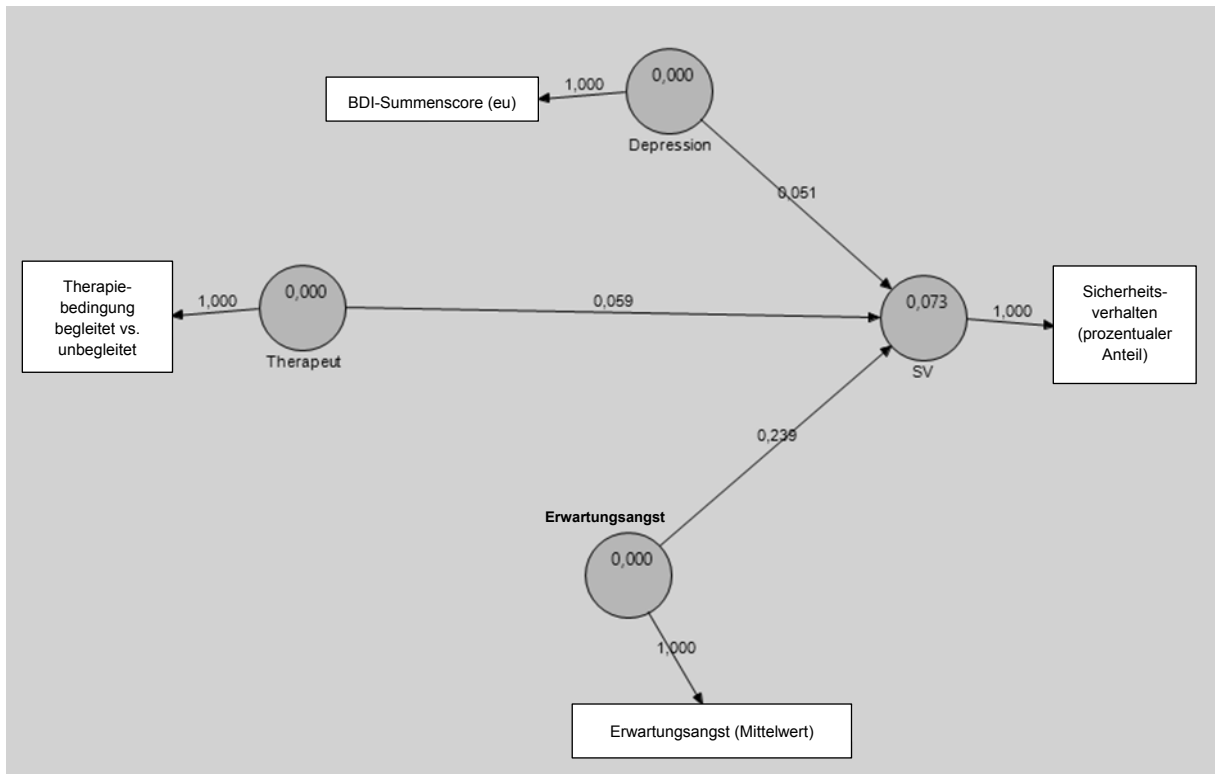 0,000
1,000
BDI-Summenscore (eu)
Depression
0,051
Therapie-
bedingung
begleitet vs.
unbegleitet
1,000
0,000
Therapeut
0,059
0,073
SV
1,000
Sicherheits-
verhalten
(prozentualer
Anteil)
0,239
Erwartungsangst
0,000
1,000
Erwartungsangst (Mittelwert)